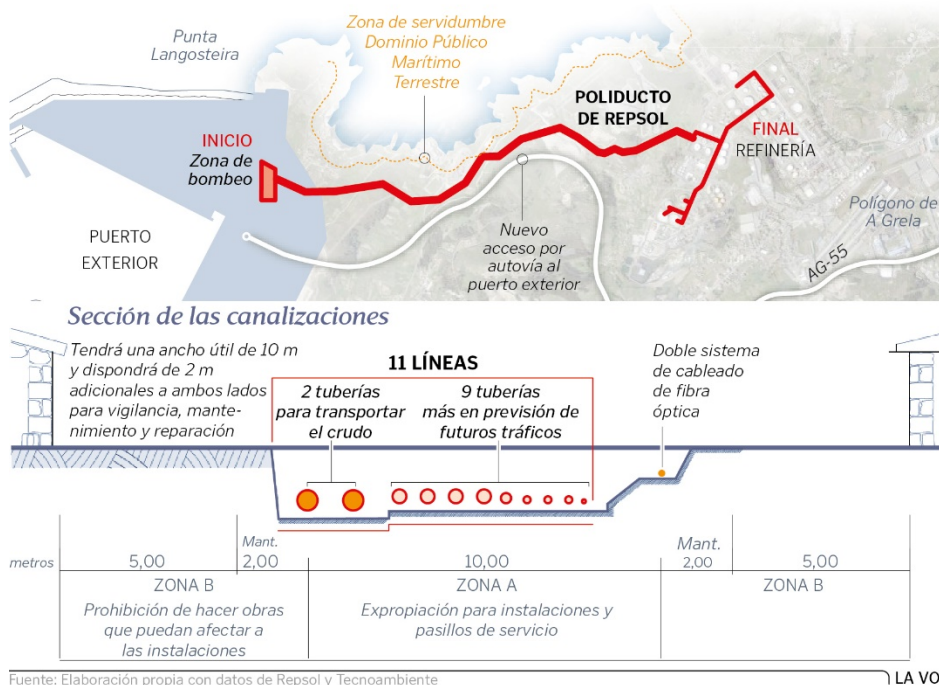 Punta
Langosteira
Zona de servidumbre
Dominio Público
Marítimo
Terrestre
POLIDUCTO
DE REPSOL
INICIO
Zona de
bombeo
FINAL
REFINERÍA
PUERTO
EXTERIOR
Nuevo
acceso por
autovía al
puerto exterior
Polígono de
A Grela
AG-55
Sección de las canalizaciones
Tendrá una ancho útil de 10 m
y dispondrá de 2 m
adicionales a ambos lados
para vigilancia, mante-
nimiento y reparación
11 LÍNEAS
2 tuberías
para transportar
el crudo
9 tuberías
más en previsión de
futuros tráficos
Doble sistema
de cableado
de fibra
óptica
metros
5,00
Mant.
2,00
10,00
Mant.
2,00
5,00
ZONA B
ZONA A
ZONA B
Prohibición de hacer obras
que puedan afectar a
las instalaciones
Expropiación para instalaciones y
pasillos de servicio
Fuente: Elaboración propia con datos de Repsol y Tecnoambiente
LA VO